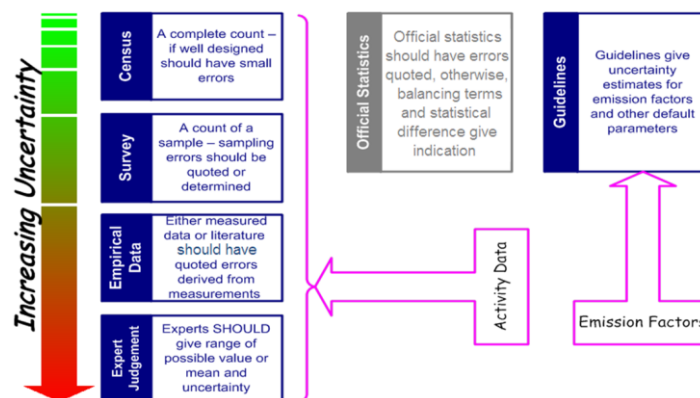 Increasing Uncertainty
Census
A complete count –
if well designed
should have small
errors
Survey
A count of a
sample – sampling
errors should be
quoted or
determined
Empirical
Data
Either measured
data or literature
should have
quoted errors
derived from
measurements
Expert
Judgement
Experts SHOULD
give range of
possible value or
mean and
uncertainty
Official Statistics
Official statistics
should have errors
quoted, otherwise,
balancing terms
and statistical
difference give
indication
Guidelines
Guidelines give
uncertainty
estimates for
emission factors
and other default
parameters
Activity Data
Emission Factors